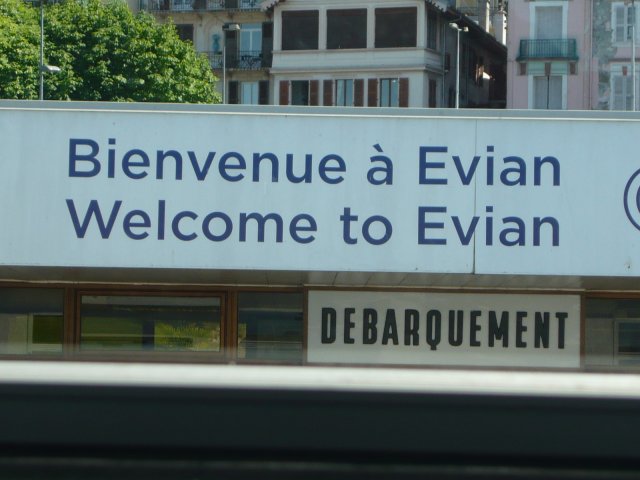 Bienvenue à Evian
Welcome to Evian
DEBARQUEMENT